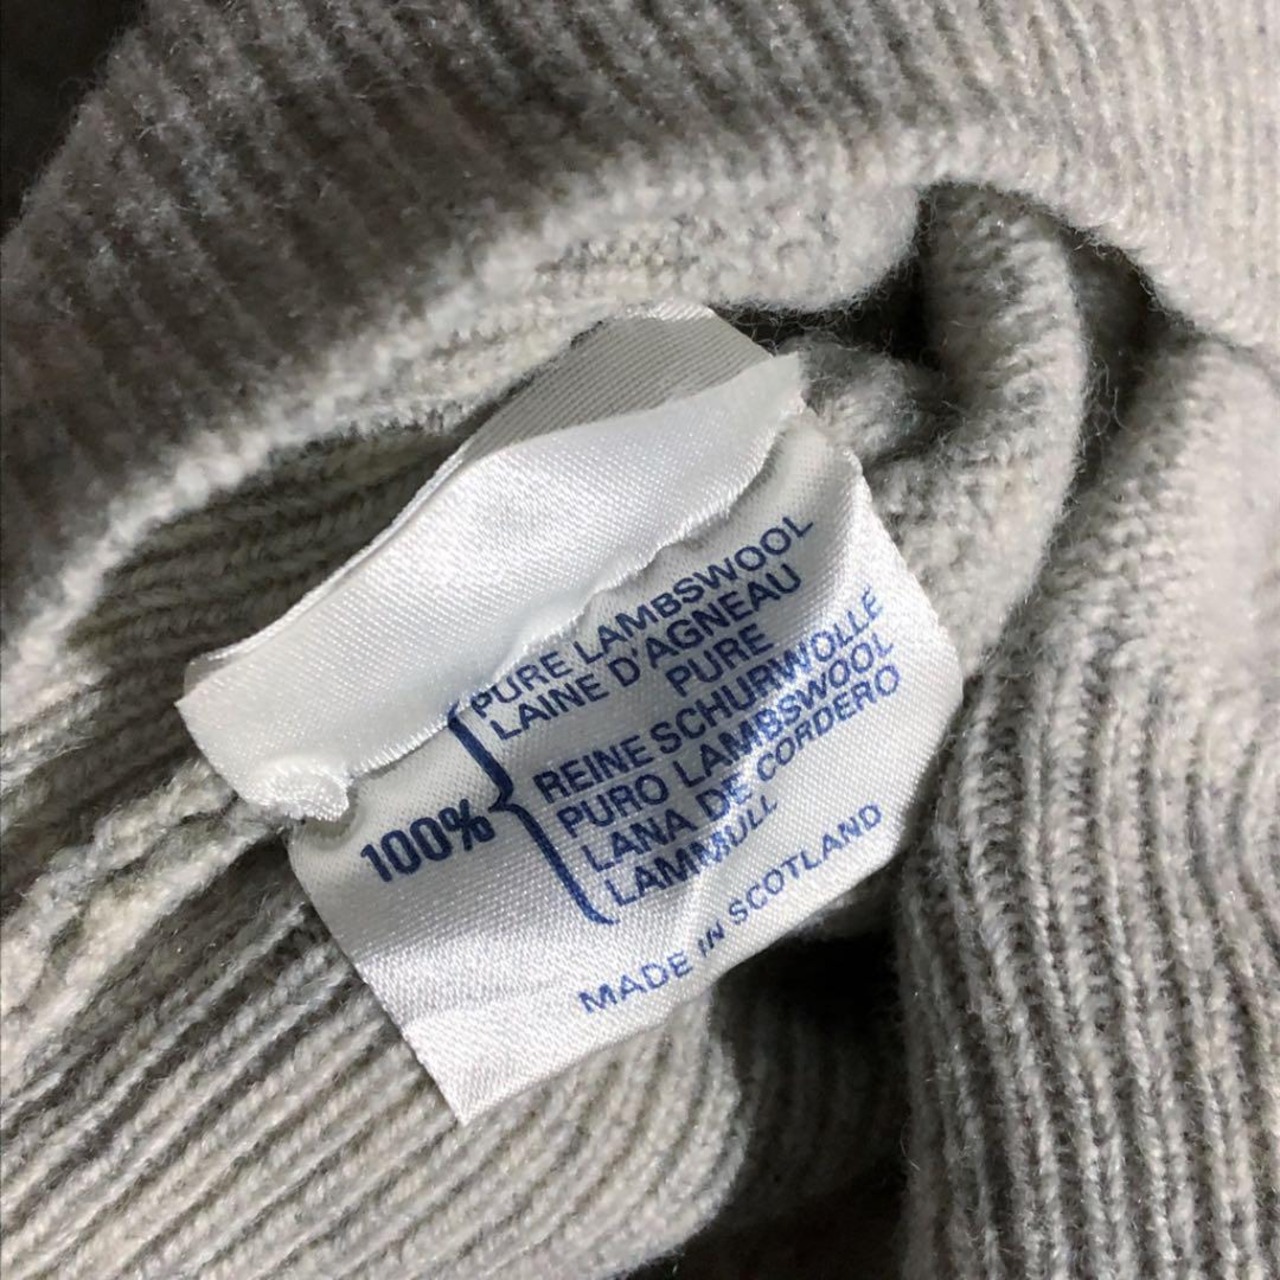 100%
PURE LAMBSWOOL
LAINE D'AGNEAU
PURE
REINE SCHURWOLLE
PURO LAMBSWOOL
LANA DE CORDERO
LAMMULL
MADE IN SCOTLAND